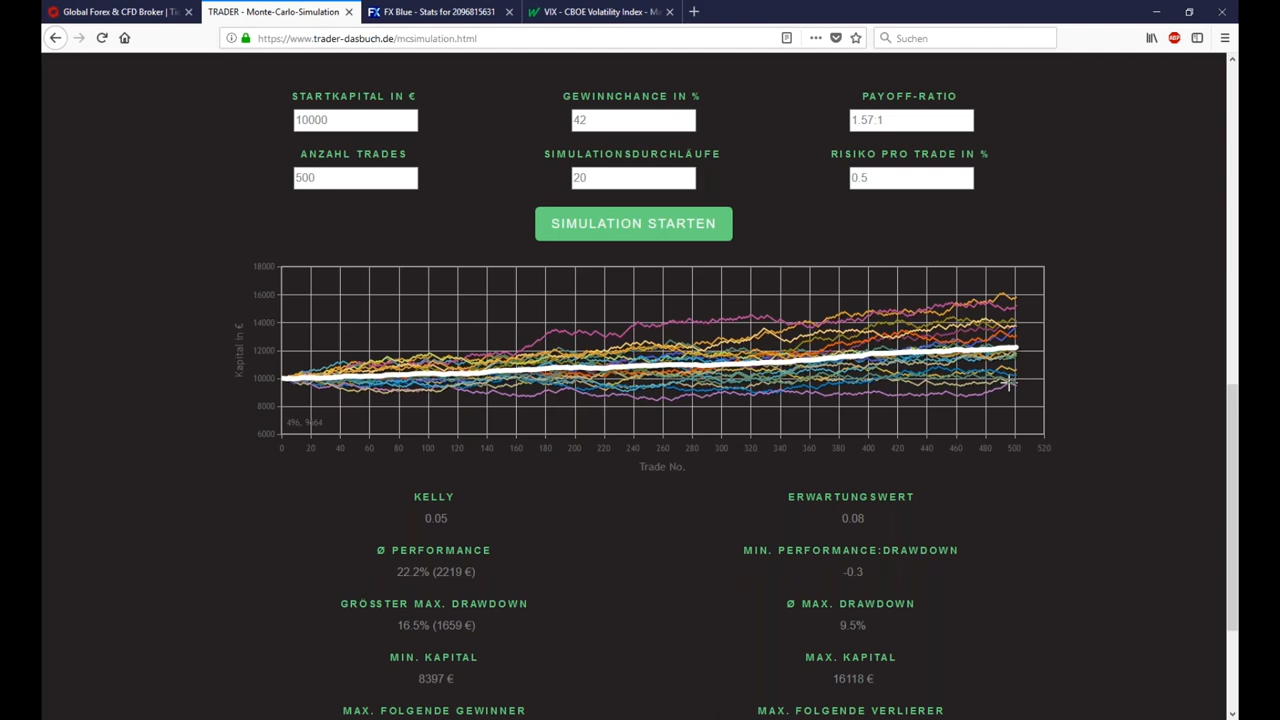 Global Forex & CFD Broker | Tic
TRADER - Monte-Carlo-Simulation
FX Blue - Stats for 2096815631
VIX - CBOE Volatility Index - Ma
https://www.trader-dasbuch.de/mcsimulation.html
Suchen
ABP
STARTKAPITAL IN €
GEWINNCHANCE IN %
PAYOFF-RATIO
10000
42
1.57:1
ANZAHL TRADES
SIMULATIONSDURCHLÄUFE
RISIKO PRO TRADE IN %
500
20
0.5
SIMULATION STARTEN
18000
16000
14000
12000
10000
8000
6000
Kapital in €
0 20 40 60 80 100 120 140 160 180 200 220 240 260 280 300 320 340 360 380 400 420 440 460 480 500 520
Trade No.
KELLY
ERWARTUNGSWERT
0.05
0.08
Ø PERFORMANCE
MIN. PERFORMANCE:DRAWDOWN
22.2% (2219 €)
-0.3
GRÖSSTER MAX. DRAWDOWN
Ø MAX. DRAWDOWN
16.5% (1659 €)
9.5%
MIN. KAPITAL
MAX. KAPITAL
8397 €
16118 €
MAX. FOLGENDE GEWINNER
MAX. FOLGENDE VERLIERER